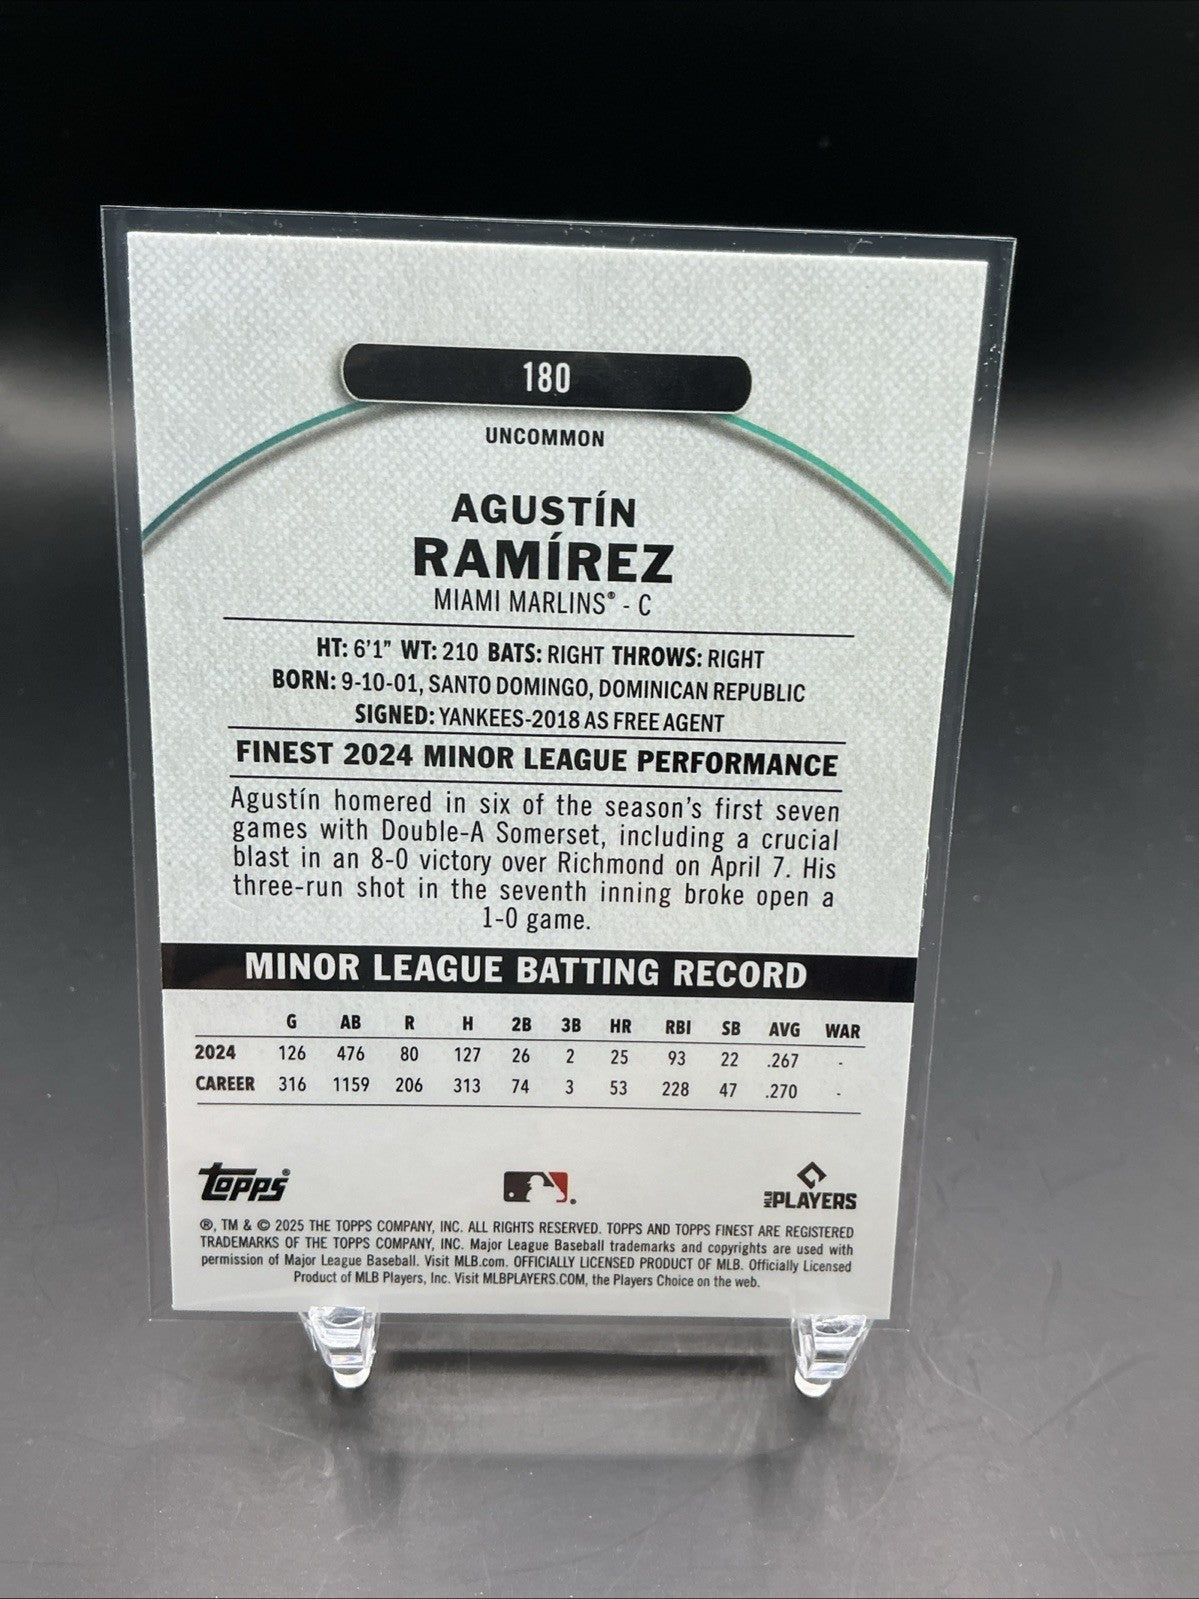 180
UNCOMMON
AGUSTÍN
RAMÍREZ
MIAMI MARLINS® - C
HT: 6'1" WT: 210 BATS: RIGHT THROWS: RIGHT
BORN: 9-10-01, SANTO DOMINGO, DOMINICAN REPUBLIC
SIGNED: YANKEES-2018 AS FREE AGENT
FINEST 2024 MINOR LEAGUE PERFORMANCE
Agustín homered in six of the season's first seven
games with Double-A Somerset, including a crucial
blast in an 8-0 victory over Richmond on April 7. His
three-run shot in the seventh inning broke open a
1-0 game.
MINOR LEAGUE BATTING RECORD
G AB R H 2B 3B HR RBI SB AVG WAR
2024 126 476 80 127 26 2 25 93 22 .267 -
CAREER 316 1159 206 313 74 3 53 228 47 .270 -
topps®
MLB PLAYERS
®, TM & © 2025 THE TOPPS COMPANY, INC. ALL RIGHTS RESERVED. TOPPS AND TOPPS FINEST ARE REGISTERED
TRADEMARKS OF THE TOPPS COMPANY, INC. Major League Baseball trademarks and copyrights are used with
permission of Major League Baseball. Visit MLB.com. OFFICIALLY LICENSED PRODUCT OF MLB. Officially Licensed
Product of MLB Players, Inc. Visit MLBPLAYERS.COM, the Players Choice on the web.